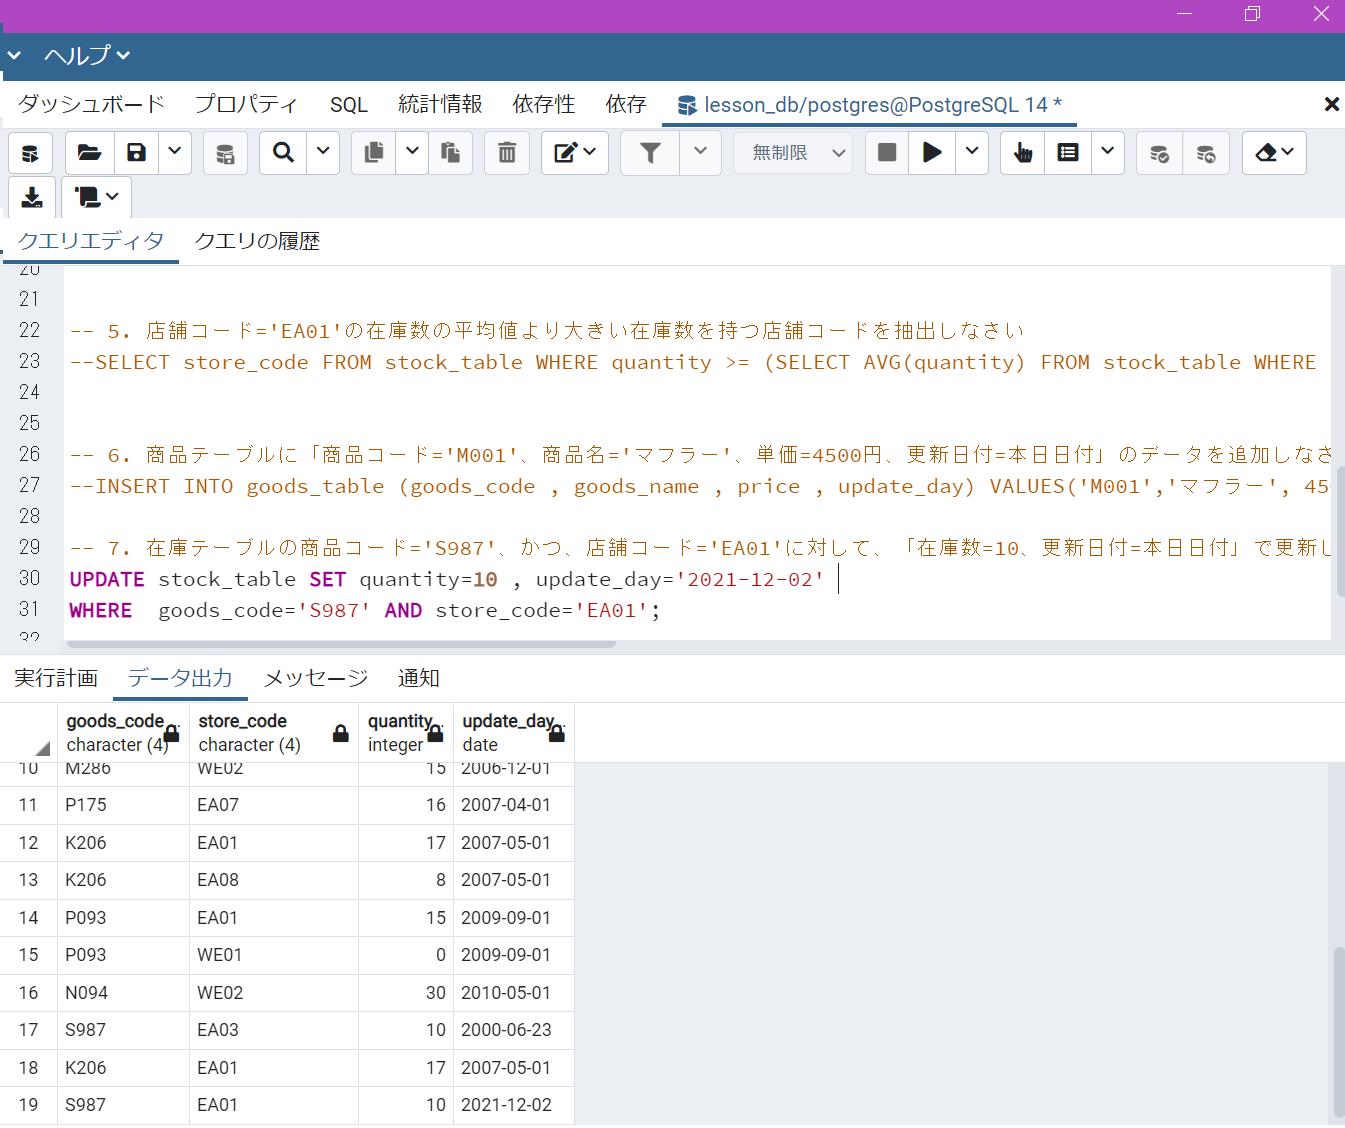 ヘルプ
ダッシュボード プロパティ SQL 統計情報 依存性 依存 lesson_db/postgres@PostgreSQL 14 *
無制限
クエリエディタ クエリの履歴
20
21
22 -- 5. 店舗コード='EA01'の在庫数の平均値より大きい在庫数を持つ店舗コードを抽出しなさい
23 --SELECT store_code FROM stock_table WHERE quantity >= (SELECT AVG(quantity) FROM stock_table WHERE
24
25
26 -- 6. 商品テーブルに「商品コード='M001'、商品名='マフラー'、単価=4500円、更新日付=本日日付」のデータを追加しなさ
27 --INSERT INTO goods_table (goods_code , goods_name , price , update_day) VALUES('M001','マフラー', 45
28
29 -- 7. 在庫テーブルの商品コード='S987'、かつ、店舗コード='EA01'に対して、「在庫数=10、更新日付=本日日付」で更新し
30 UPDATE stock_table SET quantity=10 , update_day='2021-12-02'
31 WHERE goods_code='S987' AND store_code='EA01';
32
実行計画 データ出力 メッセージ 通知
goods_code store_code quantity update_day
character (4) character (4) integer date
10 M286 WE02 15 2006-12-01
11 P175 EA07 16 2007-04-01
12 K206 EA01 17 2007-05-01
13 K206 EA08 8 2007-05-01
14 P093 EA01 15 2009-09-01
15 P093 WE01 0 2009-09-01
16 N094 WE02 30 2010-05-01
17 S987 EA03 10 2000-06-23
18 K206 EA01 17 2007-05-01
19 S987 EA01 10 2021-12-02